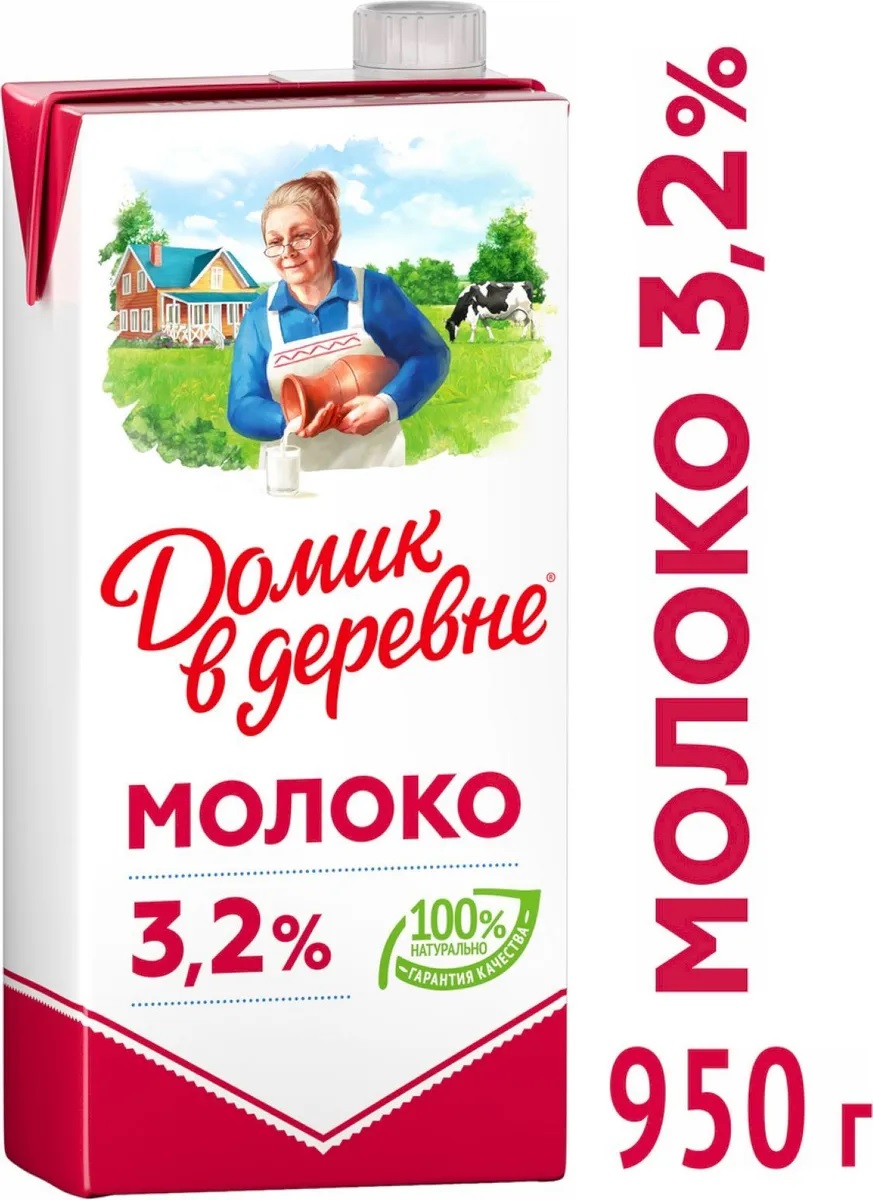 Домик
в деревне®
МОЛОКО
3,2%
100%
НАТУРАЛЬНО
ГАРАНТИЯ КАЧЕСТВА
МОЛОКО 3,2%
950 г